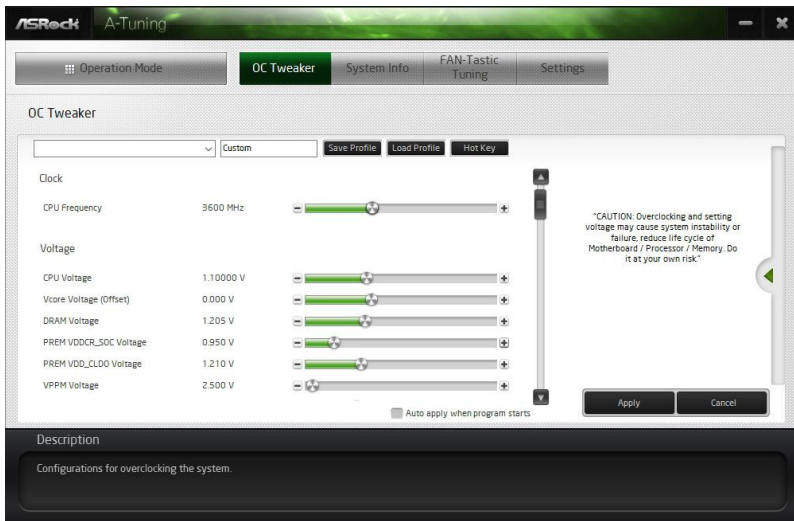 ASRock A-Tuning
Operation Mode
OC Tweaker
System Info
FAN-Tastic
Tuning
Settings
OC Tweaker
Custom
Save Profile
Load Profile
Hot Key
Clock
CPU Frequency 3600 MHz
Voltage
CPU Voltage 1.10000 V
Vcore Voltage (Offset) 0.000 V
DRAM Voltage 1.205 V
PREM VDDCR_SOC Voltage 0.950 V
PREM VDD_CLDO Voltage 1.210 V
VPPM Voltage 2.500 V
Auto apply when program starts
"CAUTION: Overclocking and setting
voltage may cause system instability or
failure, reduce life cycle of
Motherboard / Processor / Memory. Do
it at your own risk."
Apply
Cancel
Description
Configurations for overclocking the system.